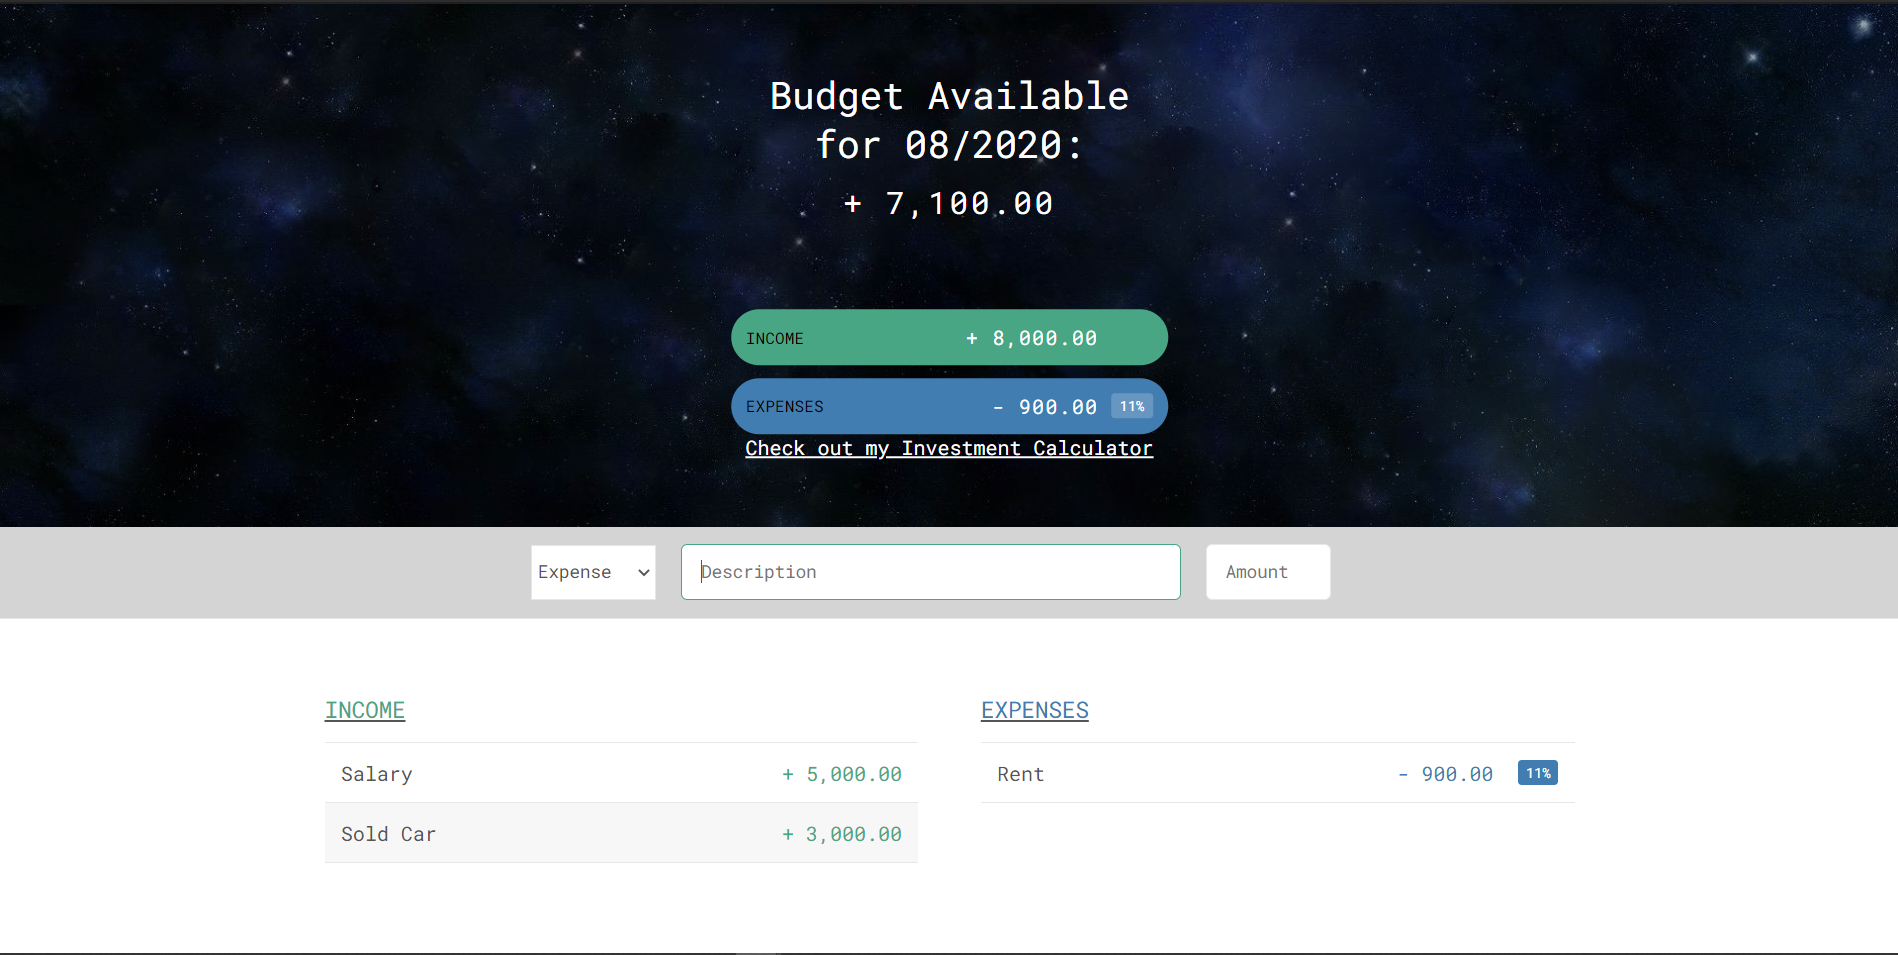 Budget Available
for 08/2020:
+ 7,100.00
INCOME + 8,000.00
EXPENSES - 900.00 11%
Check out my Investment Calculator
Expense Description Amount
INCOME
Salary + 5,000.00
Sold Car + 3,000.00
EXPENSES
Rent - 900.00 11%